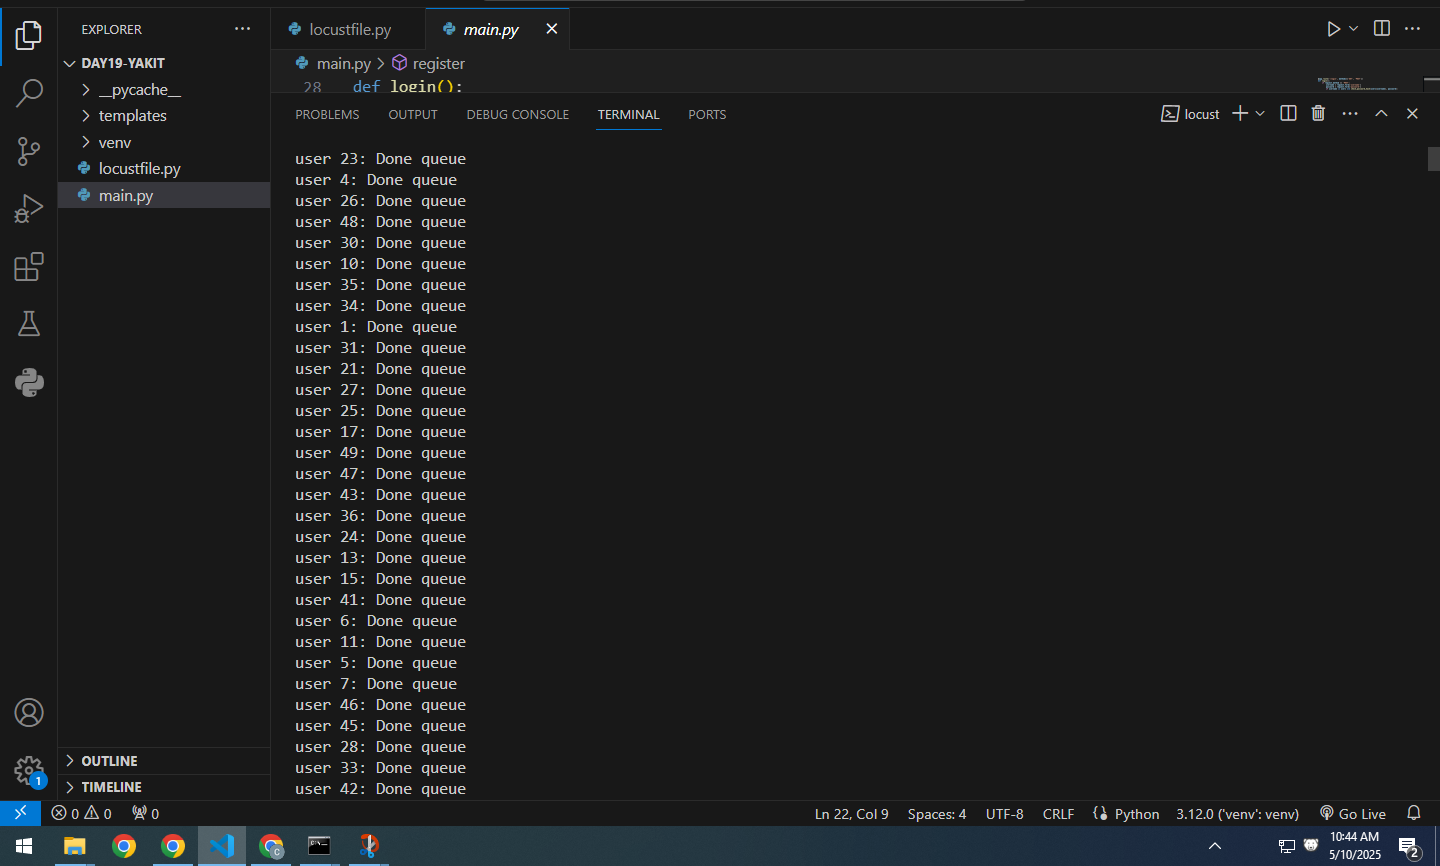 EXPLORER
locustfile.py
main.py
DAY19-YAKIT
main.py > register
__pycache__
28 def login():
templates
PROBLEMS OUTPUT DEBUG CONSOLE TERMINAL PORTS
locust
venv
locustfile.py
main.py
user 23: Done queue
user 4: Done queue
user 26: Done queue
user 48: Done queue
user 30: Done queue
user 10: Done queue
user 35: Done queue
user 34: Done queue
user 1: Done queue
user 31: Done queue
user 21: Done queue
user 27: Done queue
user 25: Done queue
user 17: Done queue
user 49: Done queue
user 47: Done queue
user 43: Done queue
user 36: Done queue
user 24: Done queue
user 13: Done queue
user 15: Done queue
user 41: Done queue
user 6: Done queue
user 11: Done queue
user 5: Done queue
user 7: Done queue
user 46: Done queue
user 45: Done queue
user 28: Done queue
user 33: Done queue
user 42: Done queue
OUTLINE
TIMELINE
1
0 0 0
Ln 22, Col 9 Spaces: 4 UTF-8 CRLF Python 3.12.0 ('venv': venv) Go Live
10:44 AM
5/10/2025
2